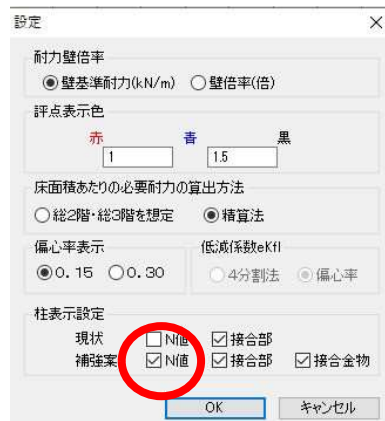 設定
耐力壁倍率
壁基準耐力(kN/m) 壁倍率(倍)
評点表示色
赤 青 黒
1 1.5
床面積あたりの必要耐力の算出方法
総2階・総3階を想定 精算法
偏心率表示 低減係数eKfl
0.15 0.30 4分割法 偏心率
柱表示設定
現状 N値 接合部
補強案 N値 接合部 接合金物
OK キャンセル